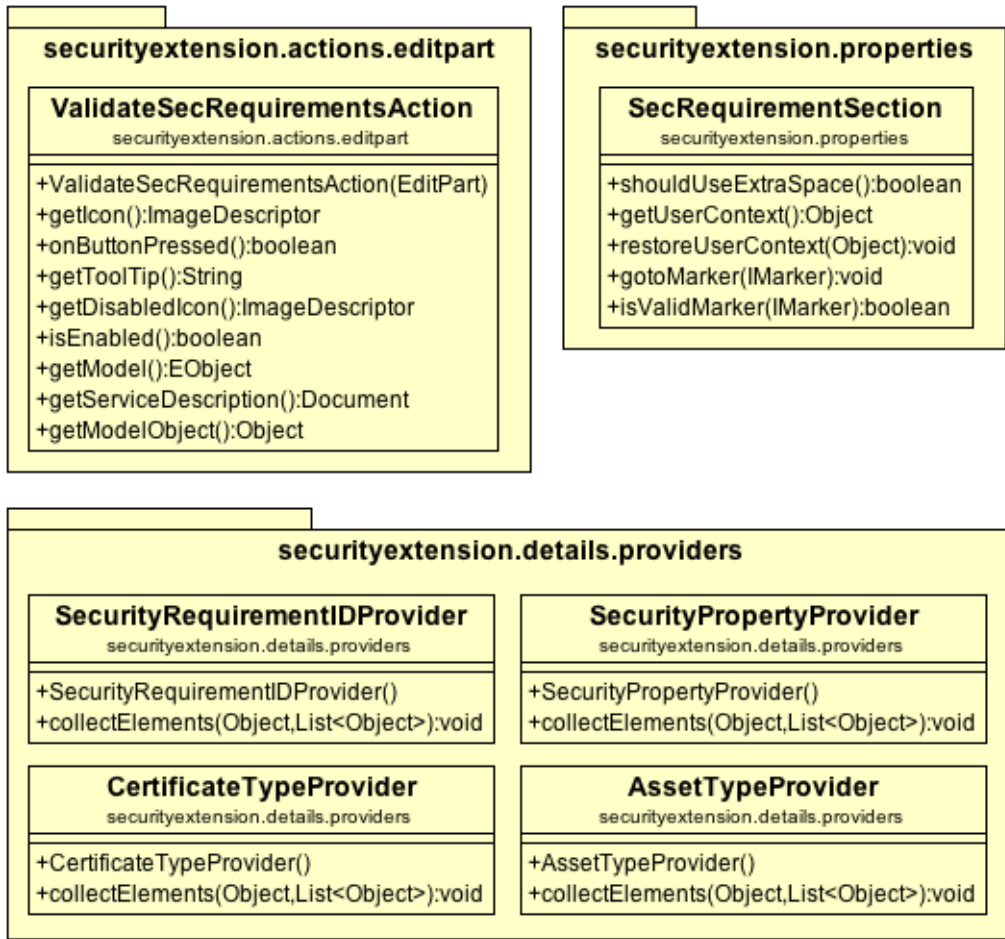 securityextension.actions.editpart
ValidateSecRequirementsAction
securityextension.actions.editpart
+ValidateSecRequirementsAction(EditPart)
+getIcon():ImageDescriptor
+onButtonPressed():boolean
+getToolTip():String
+getDisabledIcon():ImageDescriptor
+isEnabled():boolean
+getModel():EObject
+getServiceDescription():Document
+getModelObject():Object
securityextension.properties
SecRequirementSection
securityextension.properties
+shouldUseExtraSpace():boolean
+getUserContext():Object
+restoreUserContext(Object):void
+gotoMarker(IMarker):void
+isValidMarker(IMarker):boolean
securityextension.details.providers
SecurityRequirementIDProvider
securityextension.details.providers
+SecurityRequirementIDProvider()
+collectElements(Object,List<Object>):void
SecurityPropertyProvider
securityextension.details.providers
+SecurityPropertyProvider()
+collectElements(Object,List<Object>):void
CertificateTypeProvider
securityextension.details.providers
+CertificateTypeProvider()
+collectElements(Object,List<Object>):void
AssetTypeProvider
securityextension.details.providers
+AssetTypeProvider()
+collectElements(Object,List<Object>):void